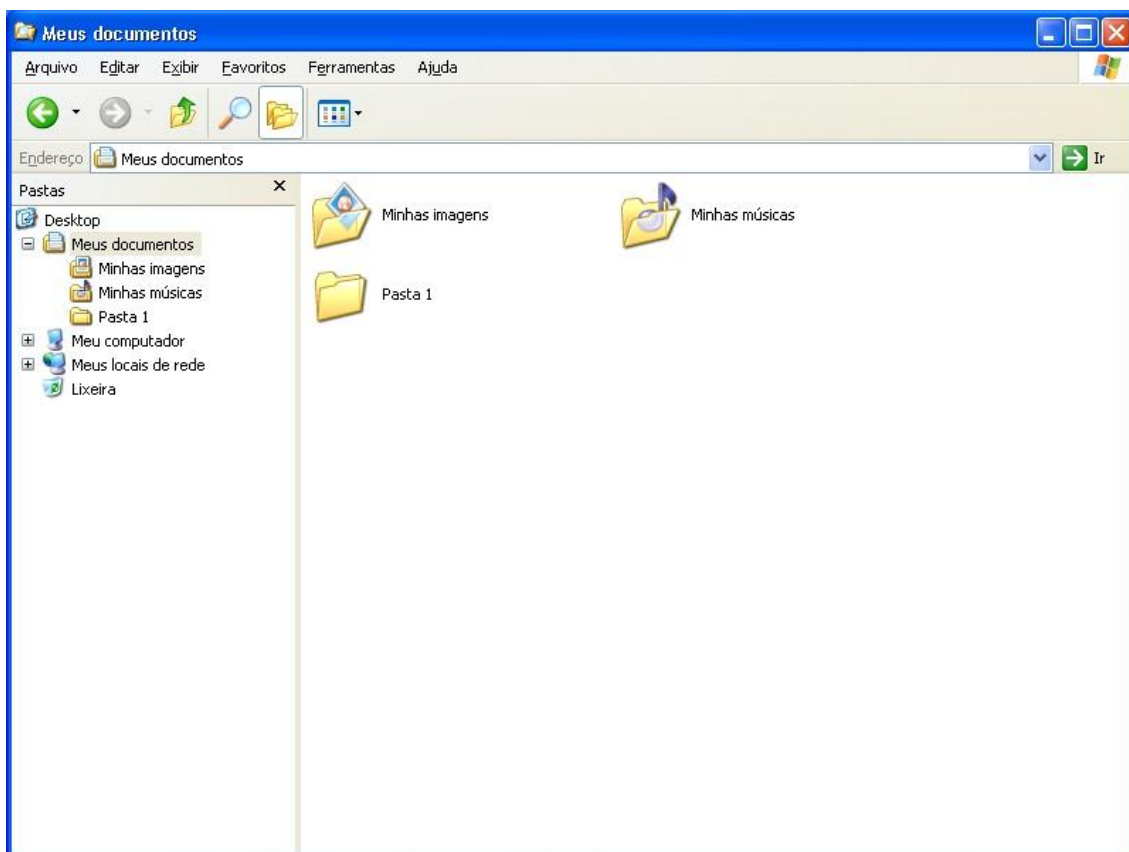 Meus documentos
Arquivo Editar Exibir Favoritos Ferramentas Ajuda
Endereço Meus documentos Ir
Pastas
Desktop
Meus documentos
Minhas imagens
Minhas músicas
Pasta 1
Meu computador
Meus locais de rede
Lixeira
Minhas imagens Minhas músicas
Pasta 1